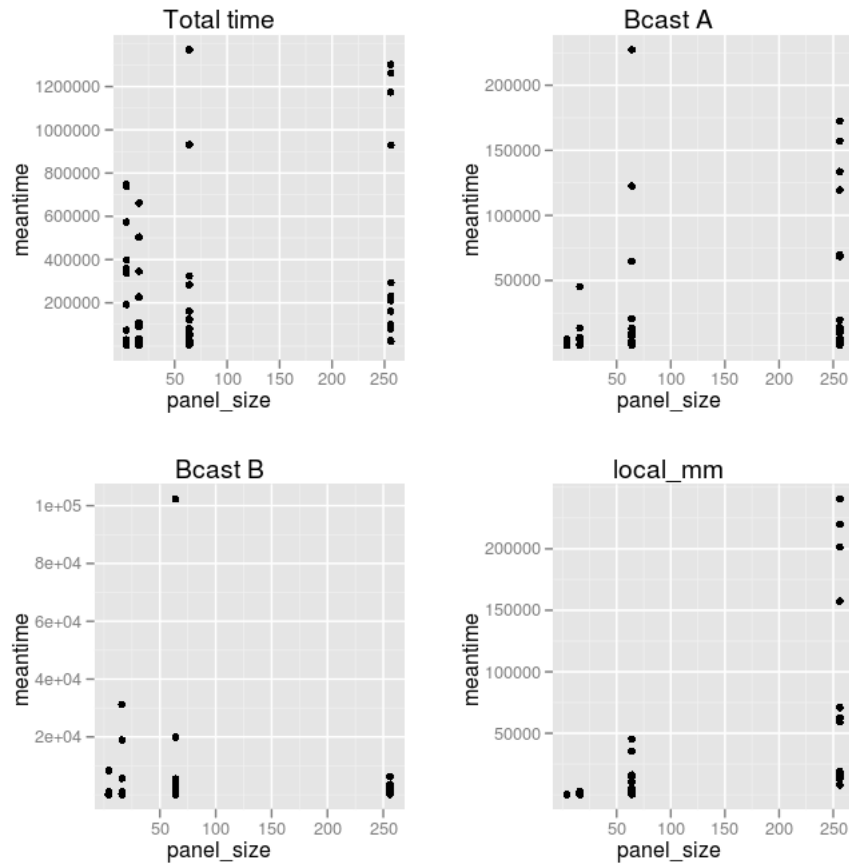 Total time
meantime
1200000
1000000
800000
600000
400000
200000
50 100 150 200 250
panel_size
Bcast A
meantime
200000
150000
100000
50000
50 100 150 200 250
panel_size
Bcast B
meantime
1e+05
8e+04
6e+04
4e+04
2e+04
50 100 150 200 250
panel_size
local_mm
meantime
200000
150000
100000
50000
50 100 150 200 250
panel_size